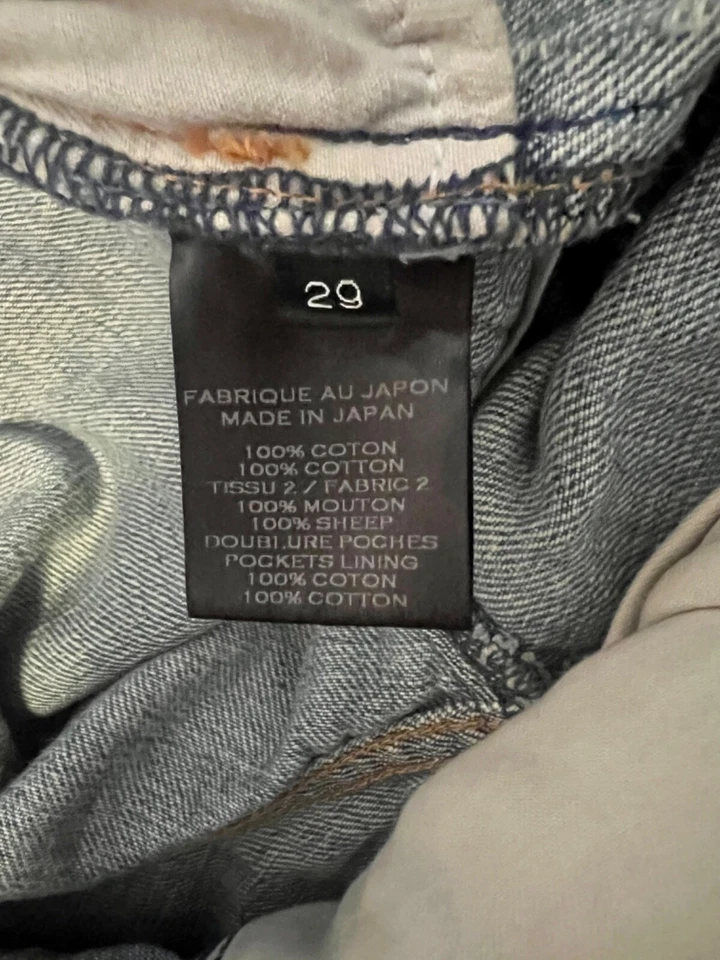 29
FABRIQUE AU JAPON
MADE IN JAPAN
100% COTON
100% COTTON
TISSU 2 / FABRIC 2
100% MOUTON
100% SHEEP
DOUBLURE POCHES
POCKETS LINING
100% COTON
100% COTTON